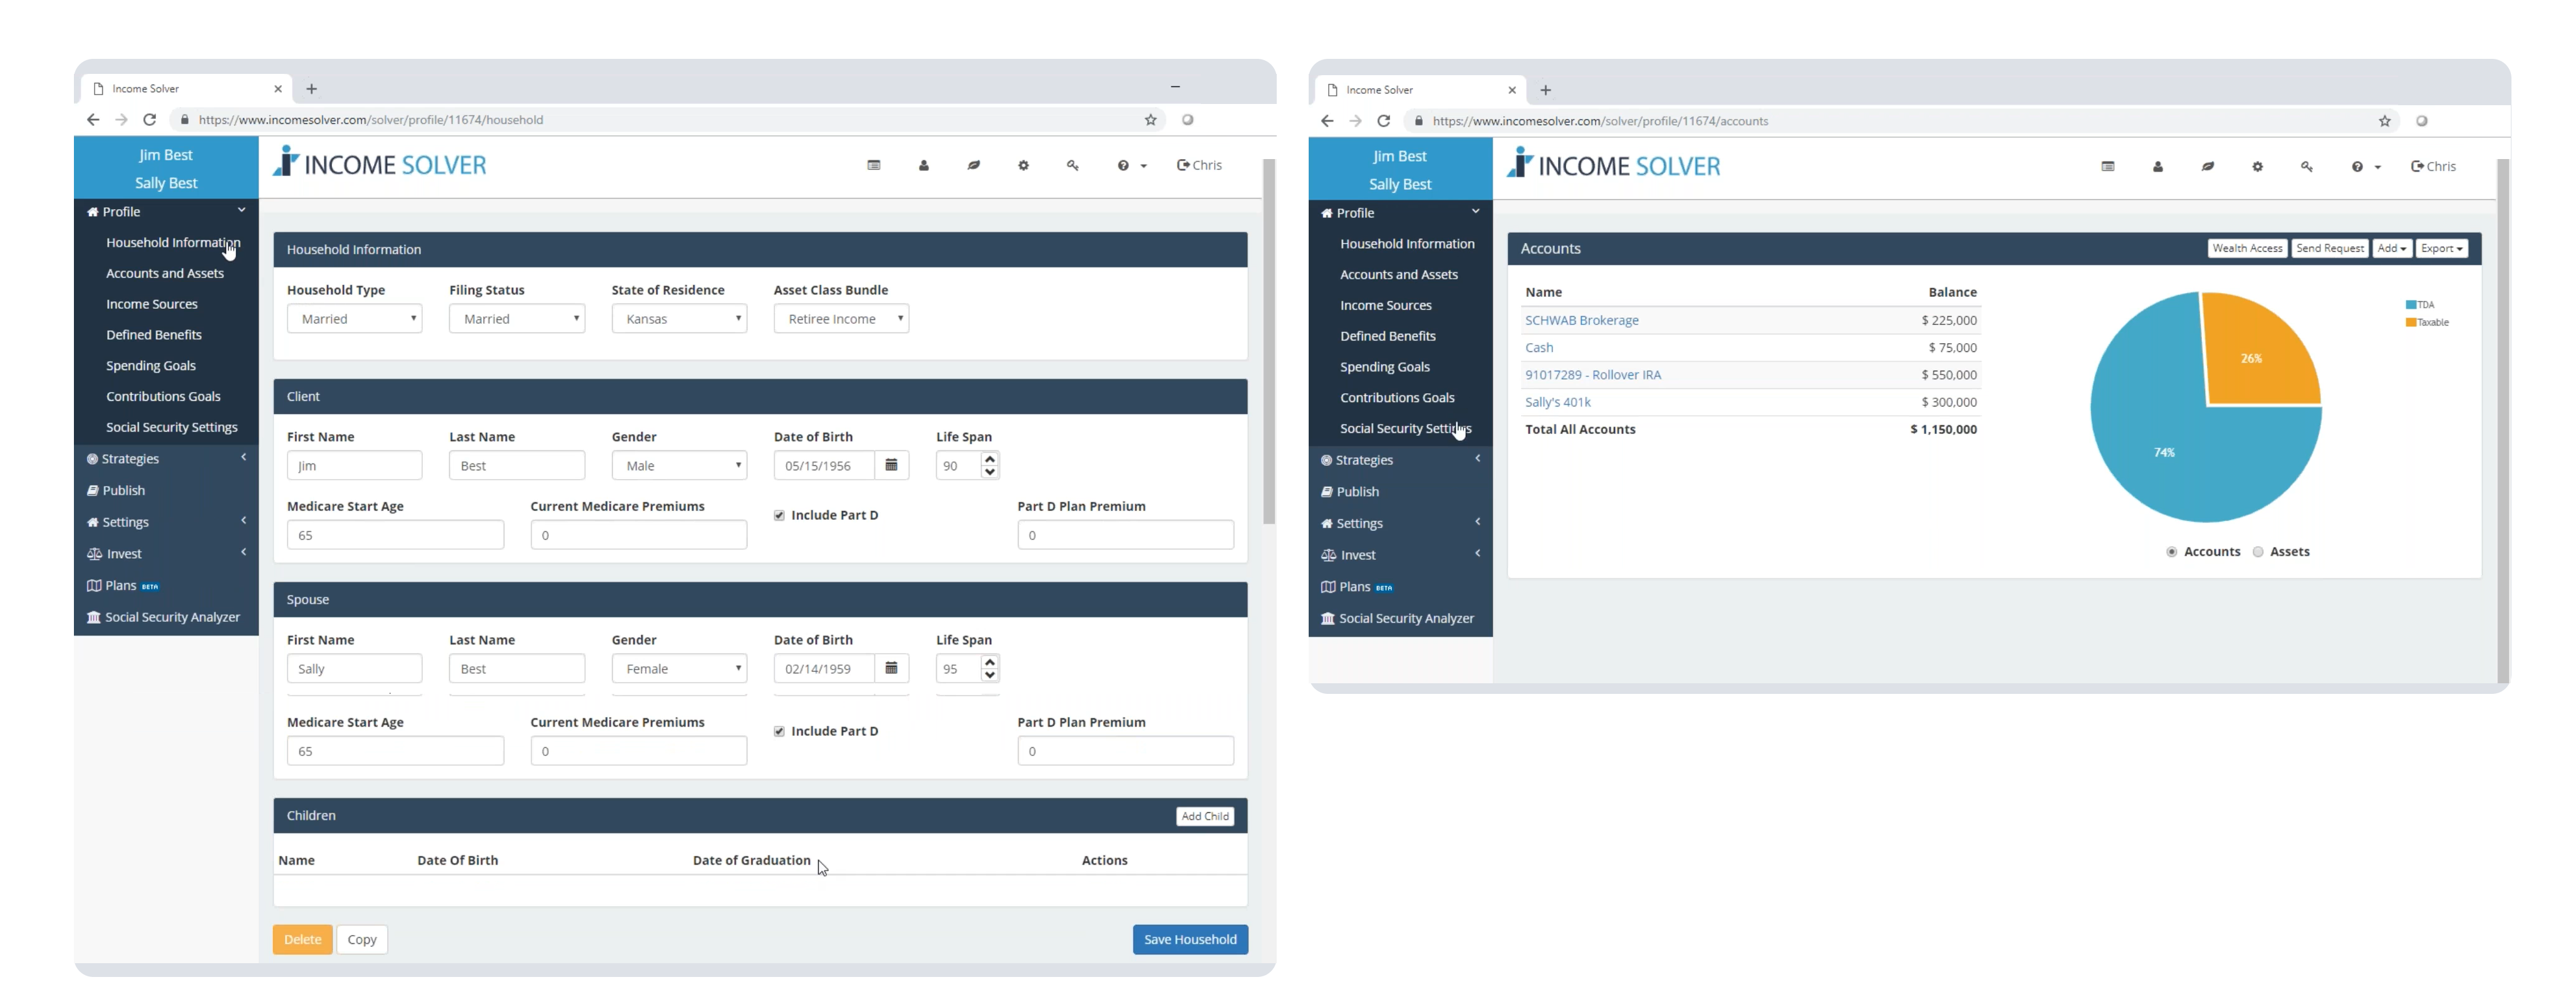 Income Solver
https://www.incomesolver.com/solver/profile/11674/household
Jim Best
Sally Best
INCOME SOLVER
Chris
Profile
Household Information
Accounts and Assets
Income Sources
Defined Benefits
Spending Goals
Contributions Goals
Social Security Settings
Strategies
Publish
Settings
Invest
Plans BETA
Social Security Analyzer
Household Information
Household Type Filing Status State of Residence Asset Class Bundle
Married Married Kansas Retiree Income
Client
First Name Last Name Gender Date of Birth Life Span
Jim Best Male 05/15/1956 90
Medicare Start Age Current Medicare Premiums Include Part D Part D Plan Premium
65 0 0
Spouse
First Name Last Name Gender Date of Birth Life Span
Sally Best Female 02/14/1959 95
Medicare Start Age Current Medicare Premiums Include Part D Part D Plan Premium
65 0 0
Children Add Child
Name Date Of Birth Date of Graduation Actions
Delete Copy Save Household
Income Solver
https://www.incomesolver.com/solver/profile/11674/accounts
Jim Best
Sally Best
INCOME SOLVER
Chris
Profile
Household Information
Accounts and Assets
Income Sources
Defined Benefits
Spending Goals
Contributions Goals
Social Security Settings
Strategies
Publish
Settings
Invest
Plans BETA
Social Security Analyzer
Accounts Wealth Access Send Request Add Export
Name Balance
SCHWAB Brokerage $ 225,000
Cash $ 75,000
91017289 - Rollover IRA $ 550,000
Sally's 401k $ 300,000
Total All Accounts $ 1,150,000
TDA
Taxable
26%
74%
Accounts Assets